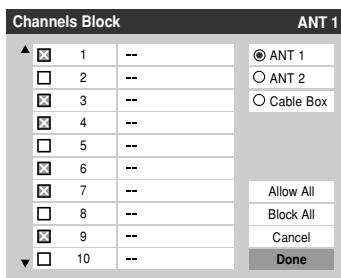 Channels Block ANT 1
1 -- ANT 1
2 -- ANT 2
3 -- Cable Box
4 --
5 --
6 --
7 -- Allow All
8 -- Block All
9 -- Cancel
10 -- Done